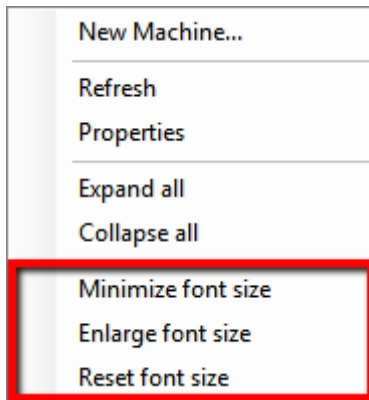 New Machine...
Refresh
Properties
Expand all
Collapse all
Minimize font size
Enlarge font size
Reset font size